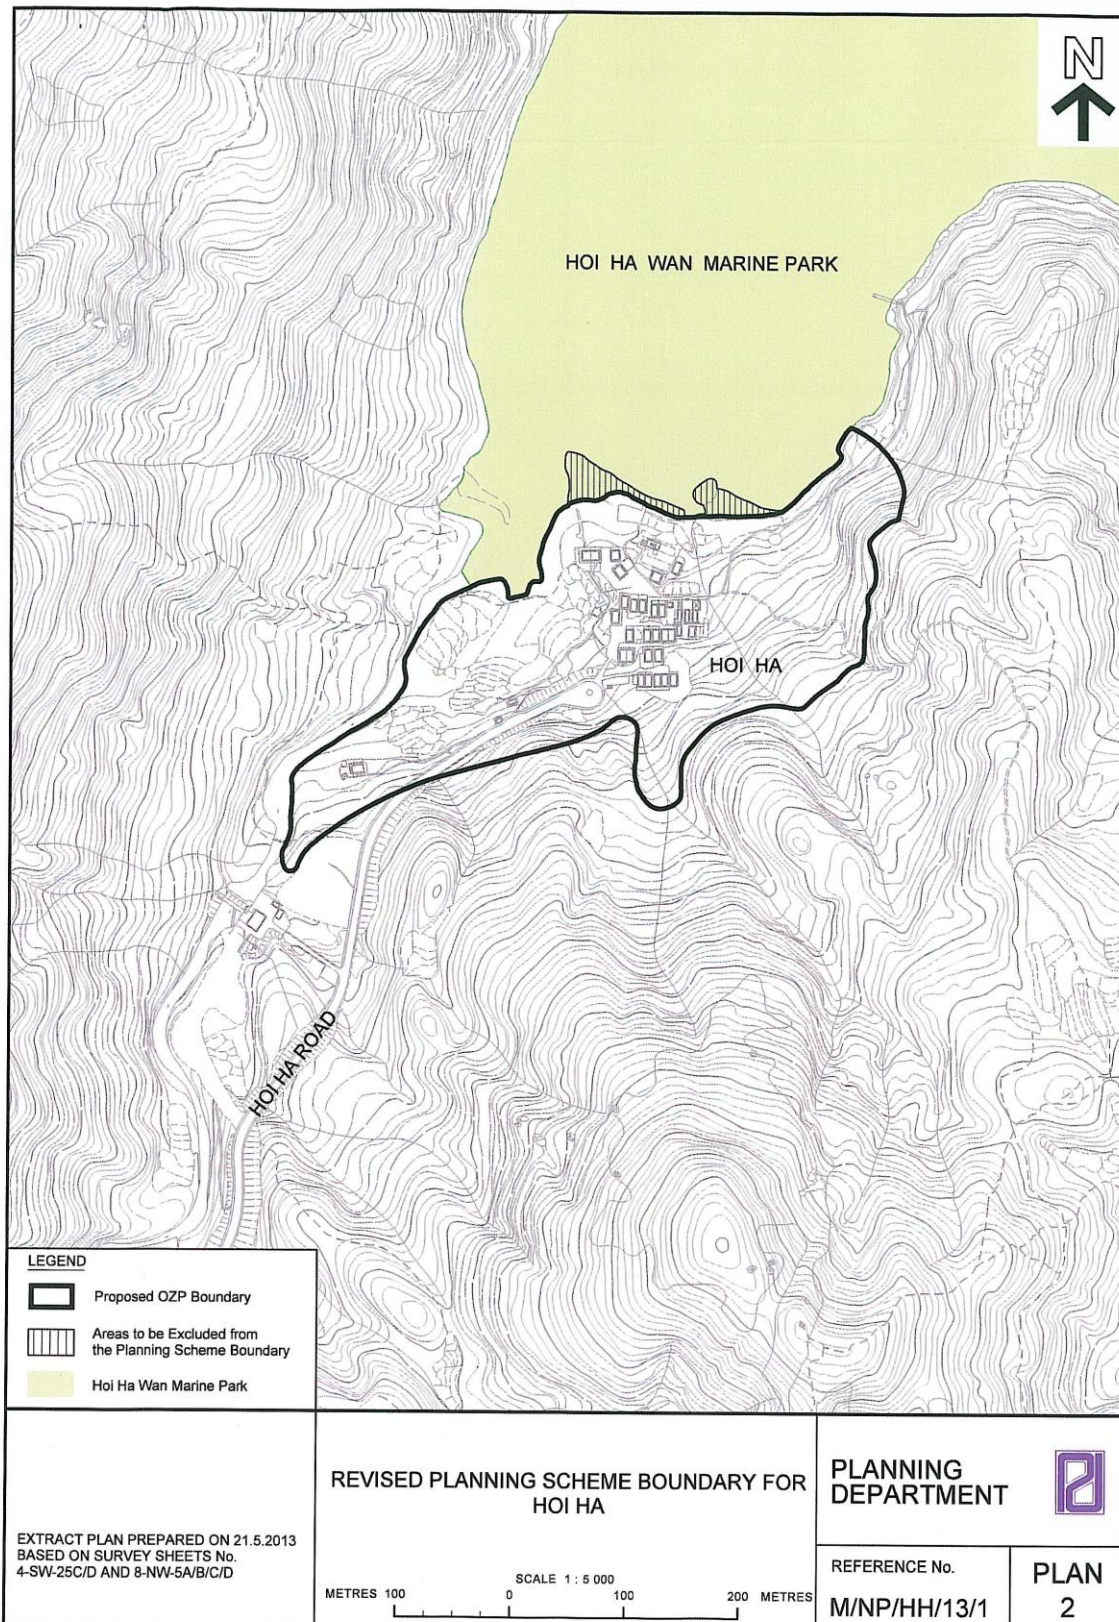 N
HOI HA WAN MARINE PARK
HOI HA
HOI HA ROAD
LEGEND
Proposed OZP Boundary
Areas to be Excluded from
the Planning Scheme Boundary
Hoi Ha Wan Marine Park
EXTRACT PLAN PREPARED ON 21.5.2013
BASED ON SURVEY SHEETS No.
4-SW-25C/D AND 8-NW-5A/B/C/D
REVISED PLANNING SCHEME BOUNDARY FOR
HOI HA
SCALE 1 : 5 000
METRES 100 0 100 200 METRES
PLANNING
DEPARTMENT
REFERENCE No.
M/NP/HH/13/1
PLAN
2